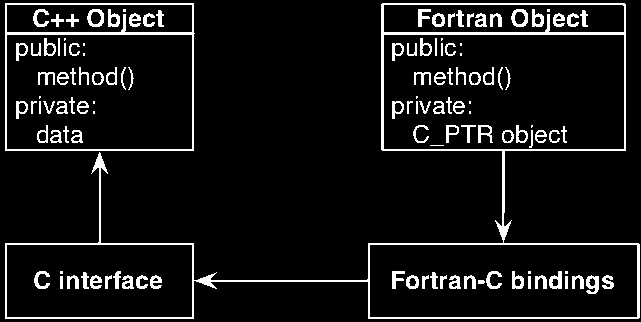 C++ Object
public:
method()
private:
data
Fortran Object
public:
method()
private:
C_PTR object
C interface
Fortran-C bindings